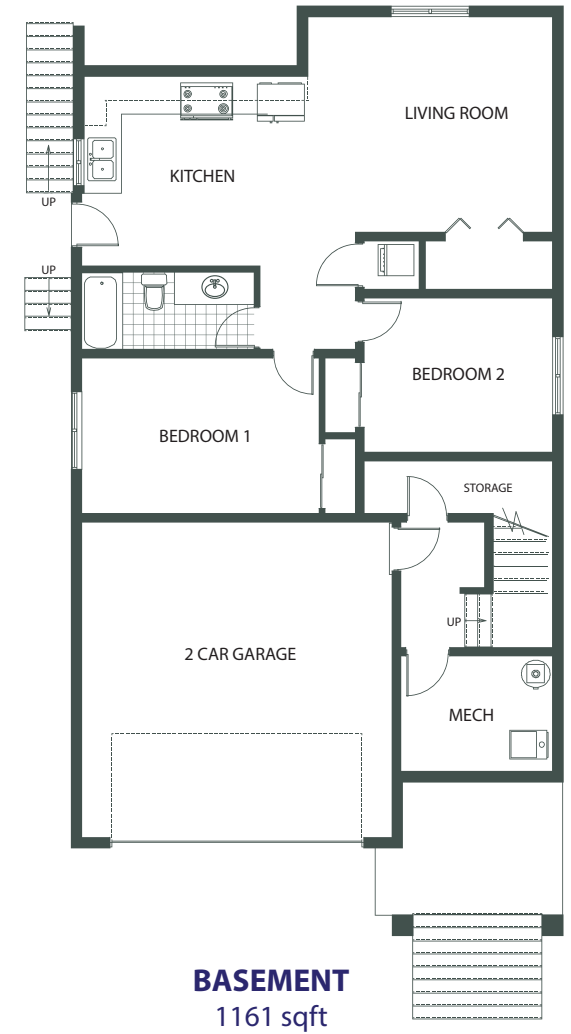 LIVING ROOM
KITCHEN
UP
UP
BEDROOM 2
BEDROOM 1
STORAGE
UP
2 CAR GARAGE
MECH
BASEMENT
1161 sqft